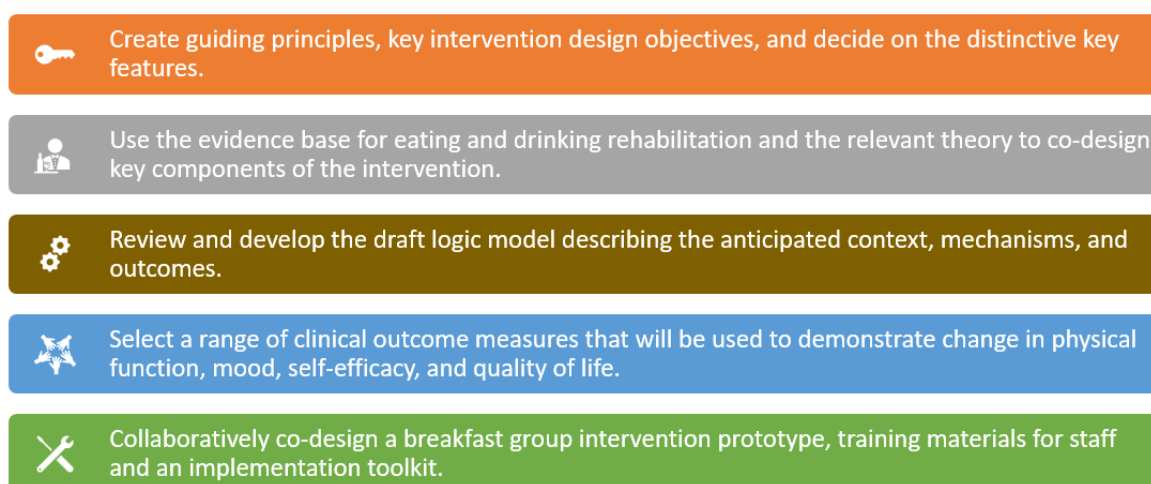 Create guiding principles, key intervention design objectives, and decide on the distinctive key
features.
Use the evidence base for eating and drinking rehabilitation and the relevant theory to co-design
key components of the intervention.
Review and develop the draft logic model describing the anticipated context, mechanisms, and
outcomes.
Select a range of clinical outcome measures that will be used to demonstrate change in physical
function, mood, self-efficacy, and quality of life.
Collaboratively co-design a breakfast group intervention prototype, training materials for staff
and an implementation toolkit.